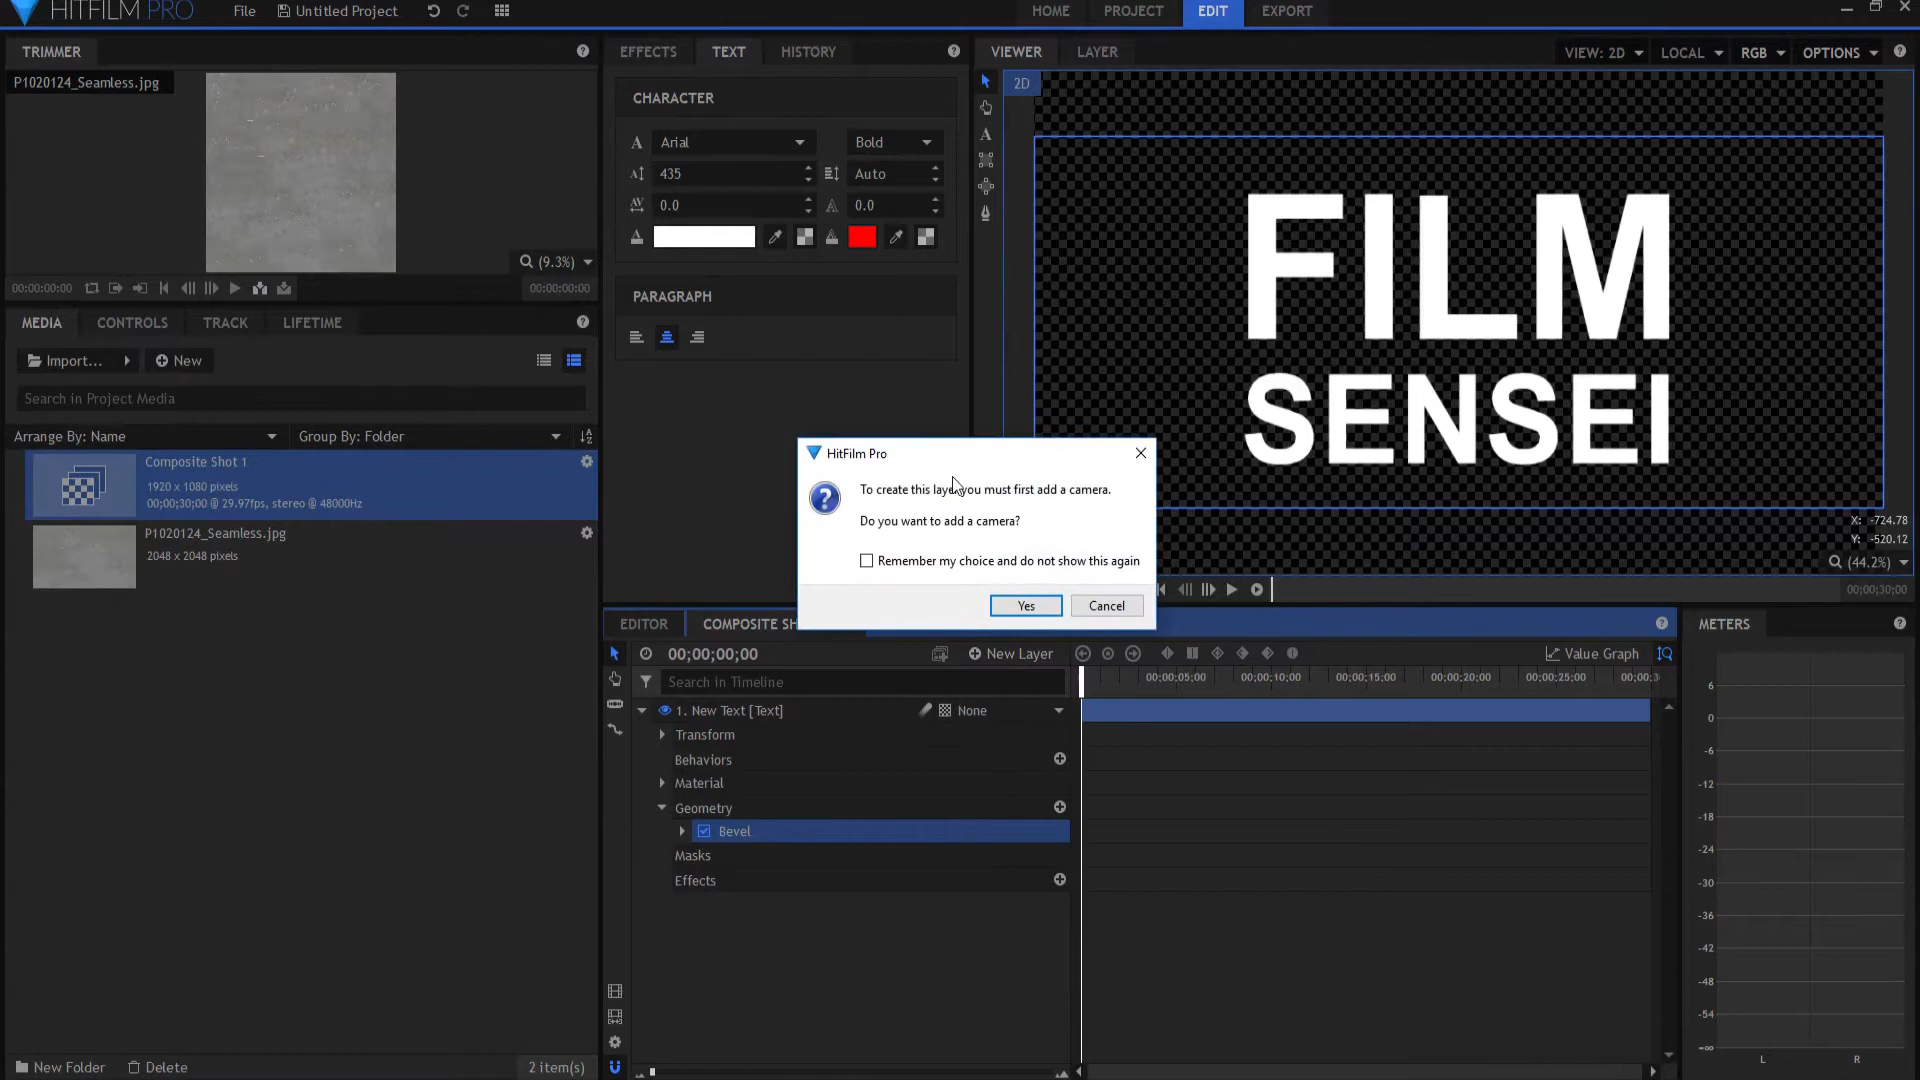 HITFILM PRO
File
Untitled Project
HOME
PROJECT
EDIT
EXPORT
TRIMMER
P1020124_Seamless.jpg
(9.3%)
00:00:00:00
00:00:00:00
EFFECTS
TEXT
HISTORY
CHARACTER
Arial
Bold
435
Auto
0.0
0.0
PARAGRAPH
VIEWER
LAYER
VIEW: 2D
LOCAL
RGB
OPTIONS
2D
FILM
SENSEI
X: -724.78
Y: -520.12
(44.2%)
00;00;30;00
MEDIA
CONTROLS
TRACK
LIFETIME
Import...
New
Search in Project Media
Arrange By: Name
Group By: Folder
Composite Shot 1
1920 x 1080 pixels
00;00;30;00 @ 29.97fps, stereo @ 48000Hz
P1020124_Seamless.jpg
2048 x 2048 pixels
New Folder
Delete
2 item(s)
HitFilm Pro
To create this layer you must first add a camera.
Do you want to add a camera?
Remember my choice and do not show this again
Yes
Cancel
EDITOR
COMPOSITE SH
00;00;00;00
New Layer
Value Graph
Search in Timeline
00:00:05:00
00:00:10:00
00:00:15:00
00:00;20;00
00:00;25;00
00:00;3
1. New Text [Text]
None
Transform
Behaviors
Material
Geometry
Bevel
Masks
Effects
METERS
6
0
-6
-12
-18
-24
-30
-36
-42
-48
-54
-∞
L
R